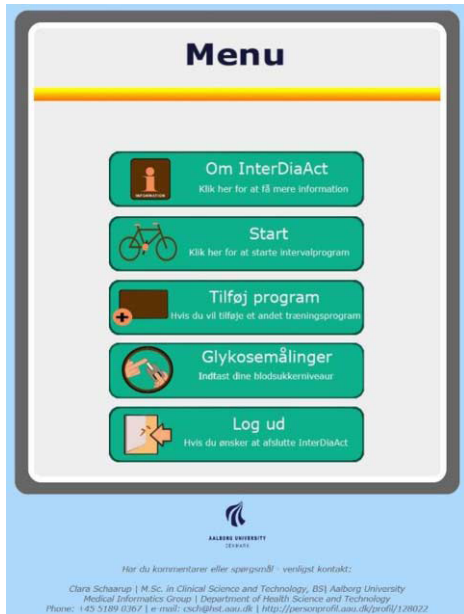 Menu
Om InterDiaAct
Klik her for at få mere information
INFORMATION
Start
Klik her for at starte intervalprogram
Tilføj program
Hvis du vil tilføje et andet træningsprogram
Glykosemålinger
Indtast dine blodsukkerniveaur
Log ud
Hvis du ønsker at afslutte InterDiaAct
AALBORG UNIVERSITY
DENMARK
Har du kommentarer eller spørgsmål - venligst kontakt:
Clara Schaarup | M.Sc. in Clinical Science and Technology, BS| Aalborg University
Medical Informatics Group | Department of Health Science and Technology
Phone: +45 5189 0367 | e-mail: csch@hst.aau.dk | http://personprofil.aau.dk/profil/128022